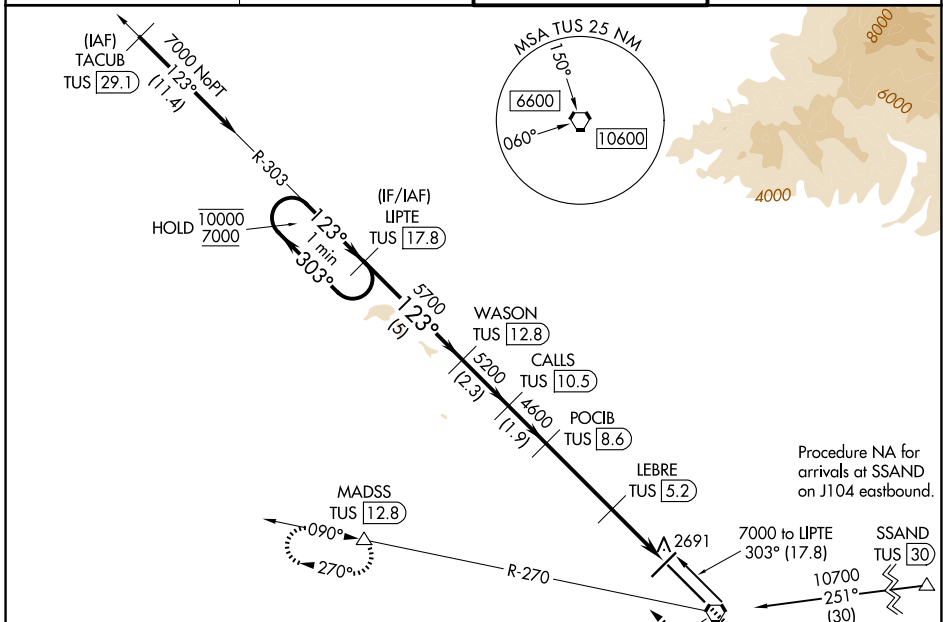 (IAF)
TACUB
TUS 29.1
7000 NoPT
123°
(11.4)
MSA TUS 25 NM
150°
6600
060°
10600
8000
6000
4000
R-303
HOLD 10000
7000
123°
1 min
303°
(IF/IAF)
LIPTE
TUS 17.8
5700
123°
(5)
WASON
TUS 12.8
5200
(2.3)
CALLS
TUS 10.5
4600
(1.9)
POCIB
TUS 8.6
LEBRE
TUS 5.2
Procedure NA for
arrivals at SSAND
on J104 eastbound.
MADSS
TUS 12.8
090°
270°
R-270
2691
7000 to LIPTE
303° (17.8)
SSAND
TUS 30
10700
251°
(30)